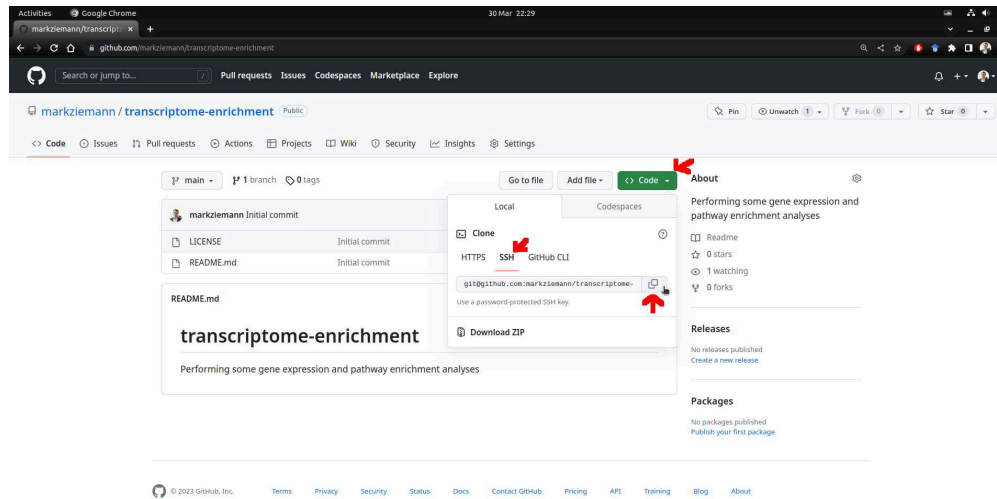 Activities Google Chrome 30 Mar 22:29
markziemann/transcript
github.com/markziemann/transcriptome-enrichment
Search or jump to... / Pull requests Issues Codespaces Marketplace Explore
markziemann / transcriptome-enrichment Public Pin Unwatch 1 Fork 0 Star 0
Code Issues Pull requests Actions Projects Wiki Security Insights Settings
main 1 branch 0 tags Go to file Add file Code
markziemann Initial commit
LICENSE Initial commit
README.md Initial commit
Local Codespaces
Clone
HTTPS SSH GitHub CLI
git@github.com:markziemann/transcriptome-
Use a password-protected SSH key.
Download ZIP
README.md
transcriptome-enrichment
Performing some gene expression and pathway enrichment analyses
About
Performing some gene expression and
pathway enrichment analyses
Readme
0 stars
1 watching
0 forks
Releases
No releases published
Create a new release
Packages
No packages published
Publish your first package
© 2023 GitHub, Inc. Terms Privacy Security Status Docs Contact GitHub Pricing API Training Blog About